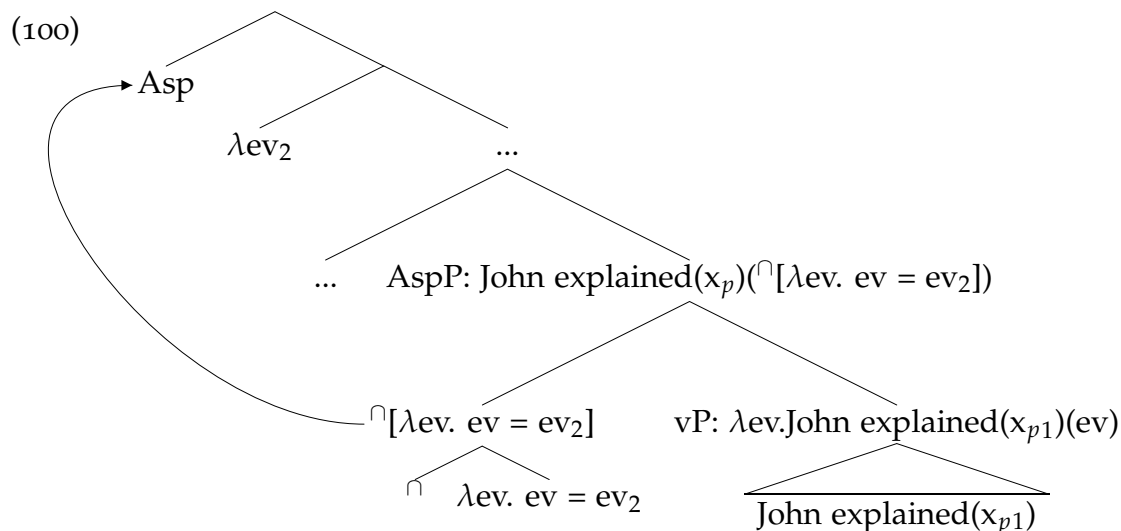 (100)
Asp
λev₂
...
... AspP: John explained(xₚ)(∩[λev. ev = ev₂])
∩[λev. ev = ev₂] vP: λev.John explained(xₚ₁)(ev)
∩ λev. ev = ev₂
John explained(xₚ₁)